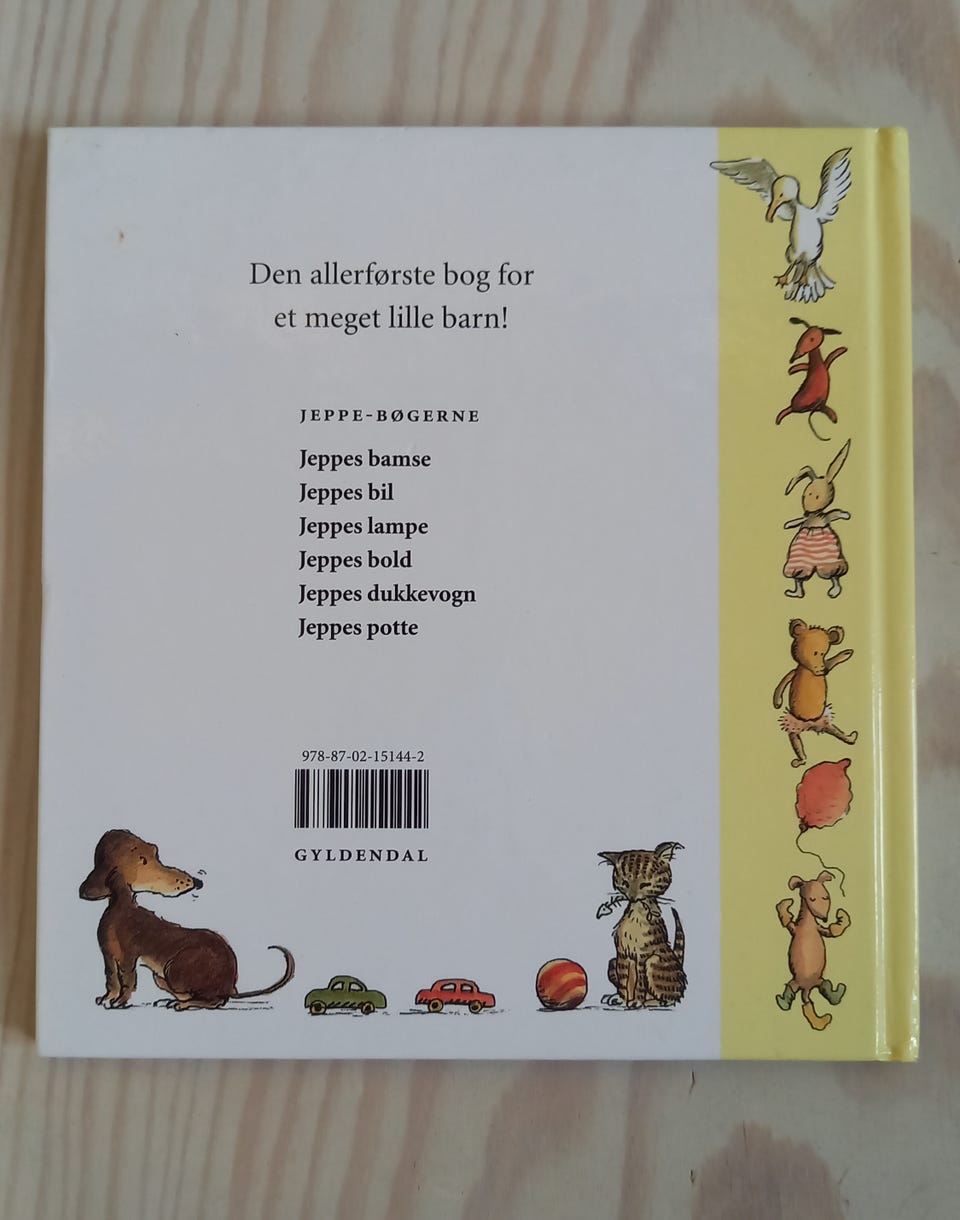 Den allerførste bog for
et meget lille barn!
JEPPE-BØGERNE
Jeppes bamse
Jeppes bil
Jeppes lampe
Jeppes bold
Jeppes dukkevogn
Jeppes potte
978-87-02-15144-2
GYLDENDAL